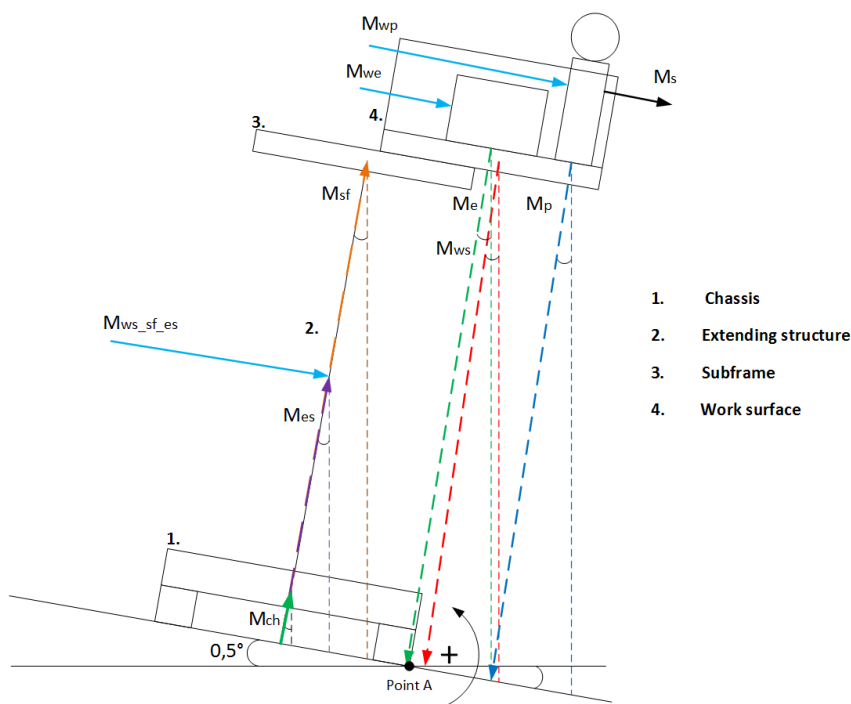 Mwp
Mwe
Ms
4.
3.
Msf
Me
Mp
Mws
1. Chassis
2. Extending structure
3. Subframe
4. Work surface
Mws_sf_es
2.
Mes
1.
Mch
0,5°
+
Point A